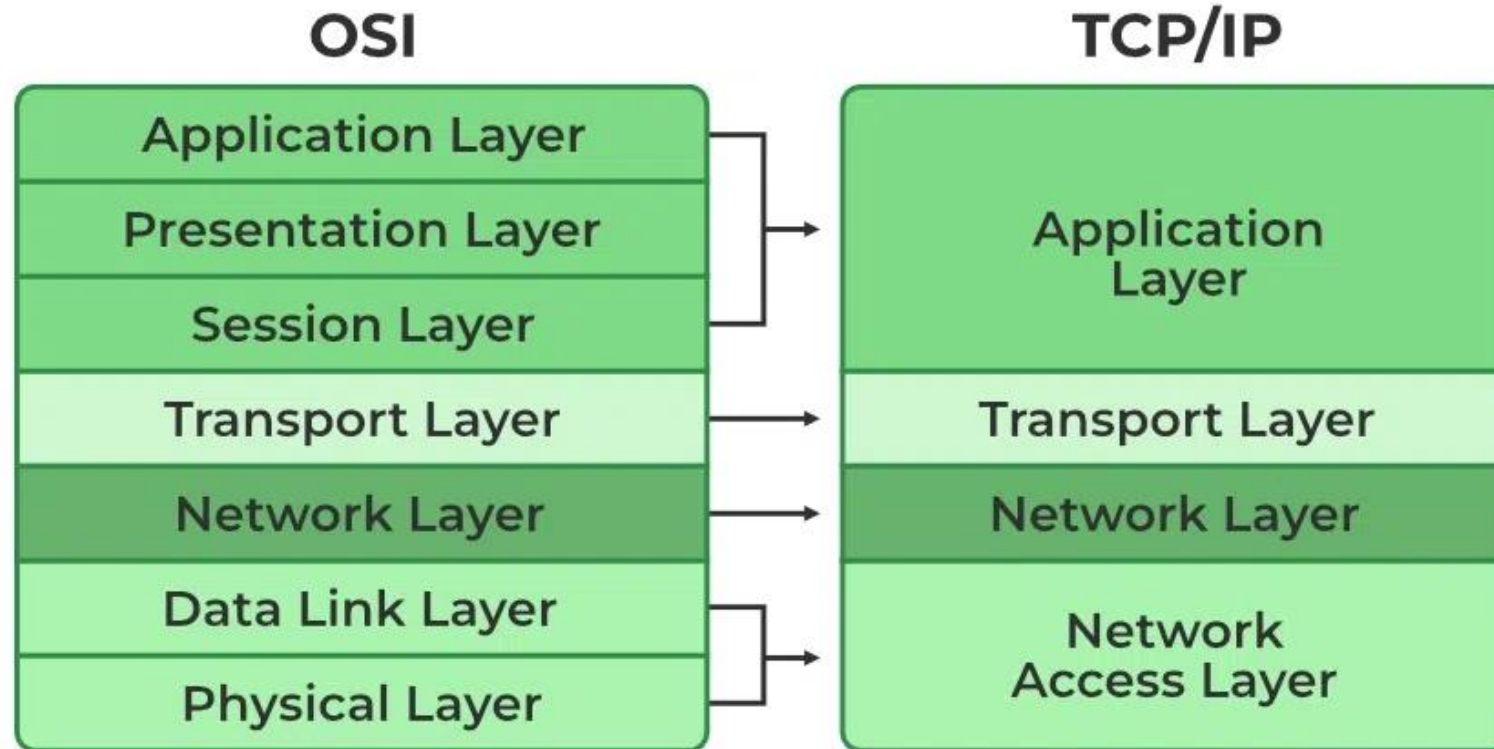 OSI
Application Layer
Presentation Layer
Session Layer
Transport Layer
Network Layer
Data Link Layer
Physical Layer
TCP/IP
Application
Layer
Transport Layer
Network Layer
Network
Access Layer